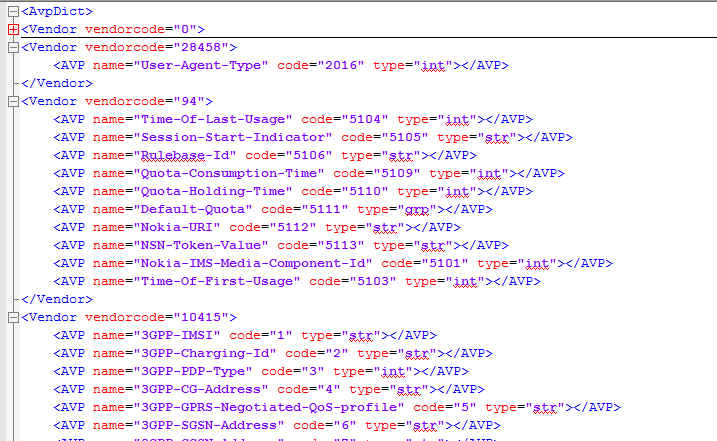 <AvpDict>
<Vendor vendorcode="0">
<Vendor vendorcode="28458">
<AVP name="User-Agent-Type" code="2016" type="int"></AVP>
</Vendor>
<Vendor vendorcode="94">
<AVP name="Time-Of-Last-Usage" code="5104" type="int"></AVP>
<AVP name="Session-Start-Indicator" code="5105" type="str"></AVP>
<AVP name="Rulebase-Id" code="5106" type="str"></AVP>
<AVP name="Quota-Consumption-Time" code="5109" type="int"></AVP>
<AVP name="Quota-Holding-Time" code="5110" type="int"></AVP>
<AVP name="Default-Quota" code="5111" type="grp"></AVP>
<AVP name="Nokia-URI" code="5112" type="str"></AVP>
<AVP name="NSN-Token-Value" code="5113" type="str"></AVP>
<AVP name="Nokia-IMS-Media-Component-Id" code="5101" type="int"></AVP>
<AVP name="Time-Of-First-Usage" code="5103" type="int"></AVP>
</Vendor>
<Vendor vendorcode="10415">
<AVP name="3GPP-IMSI" code="1" type="str"></AVP>
<AVP name="3GPP-Charging-Id" code="2" type="str"></AVP>
<AVP name="3GPP-PDP-Type" code="3" type="int"></AVP>
<AVP name="3GPP-CG-Address" code="4" type="str"></AVP>
<AVP name="3GPP-GPRS-Negotiated-QoS-profile" code="5" type="str"></AVP>
<AVP name="3GPP-SGSN-Address" code="6" type="str"></AVP>